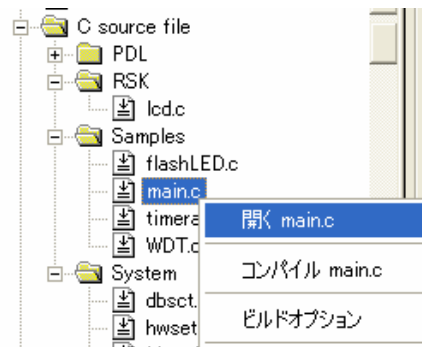 C source file
PDL
RSK
lcd.c
Samples
flashLED.c
main.c
timera
開く main.c
WDT.c
コンパイル main.c
System
dbsct.
ビルドオプション
hwset